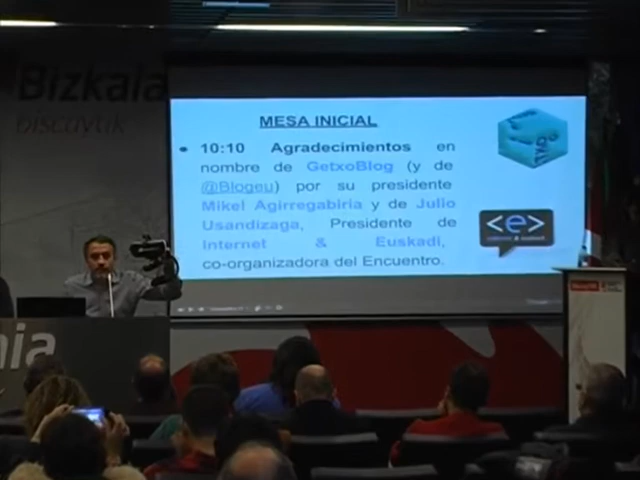 Bizkaia
MESA INICIAL
• 10:10 Agradecimientos en
nombre de GetxoBlog (y de
@Blogeu) por su presidente
Mikel Agirregabiria y de Julio
Usandizaga, Presidente de
Internet & Euskadi,
co-organizadora del Encuentro.
<e>
nia